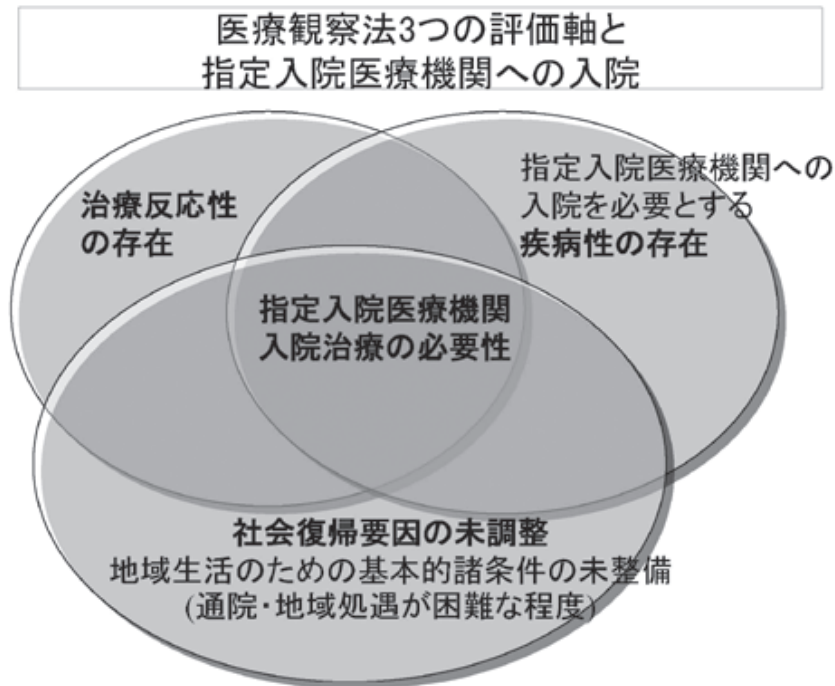 医療観察法3つの評価軸と
指定入院医療機関への入院
治療反応性
の存在
指定入院医療機関への
入院を必要とする
疾病性の存在
指定入院医療機関
入院治療の必要性
社会復帰要因の未調整
地域生活のための基本的諸条件の未整備
(通院・地域処遇が困難な程度)